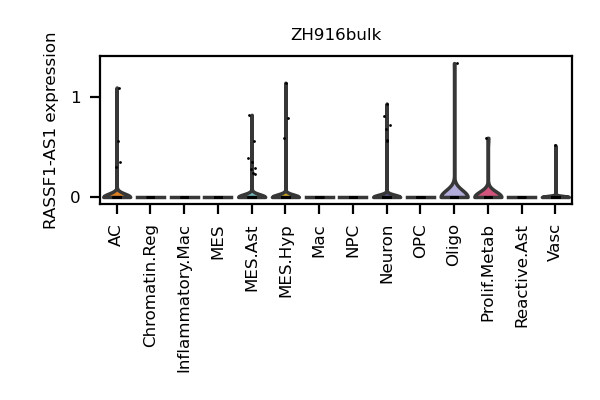 ZH916bulk
RASSF1-AS1 expression
1
0
AC
Chromatin.Reg
Inflammatory.Mac
MES
MES.Ast
MES.Hyp
Mac
NPC
Neuron
OPC
Oligo
Prolif.Metab
Reactive.Ast
Vasc